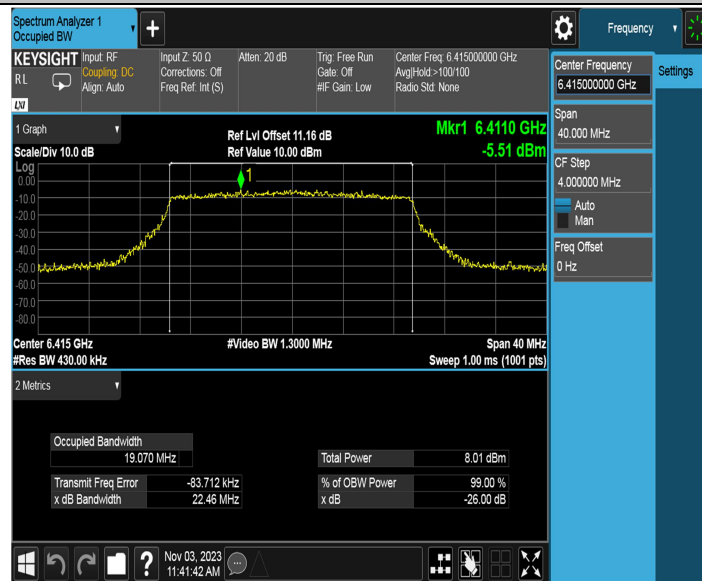 Spectrum Analyzer 1
Occupied BW
Frequency
KEYSIGHT
RL
LXI
Input: RF
Coupling: DC
Align: Auto
Input Z: 50 Ω
Corrections: Off
Freq Ref: Int (S)
Atten: 20 dB
Trig: Free Run
Gate: Off
#IF Gain: Low
Center Freq: 6.415000000 GHz
Avg|Hold:>100/100
Radio Std: None
Center Frequency
6.415000000 GHz
Settings
Span
40.000 MHz
CF Step
4.000000 MHz
Auto
Man
Freq Offset
0 Hz
1 Graph
Scale/Div 10.0 dB
Ref Lvl Offset 11.16 dB
Ref Value 10.00 dBm
Mkr1 6.4110 GHz
-5.51 dBm
Log
0.00
-10.0
-20.0
-30.0
-40.0
-50.0
-60.0
-70.0
-80.0
1
Center 6.415 GHz
#Res BW 430.00 kHz
#Video BW 1.3000 MHz
Span 40 MHz
Sweep 1.00 ms (1001 pts)
2 Metrics
Occupied Bandwidth
19.070 MHz
Transmit Freq Error -83.712 kHz
x dB Bandwidth 22.46 MHz
Total Power 8.01 dBm
% of OBW Power 99.00 %
x dB -26.00 dB
?
Nov 03, 2023
11:41:42 AM